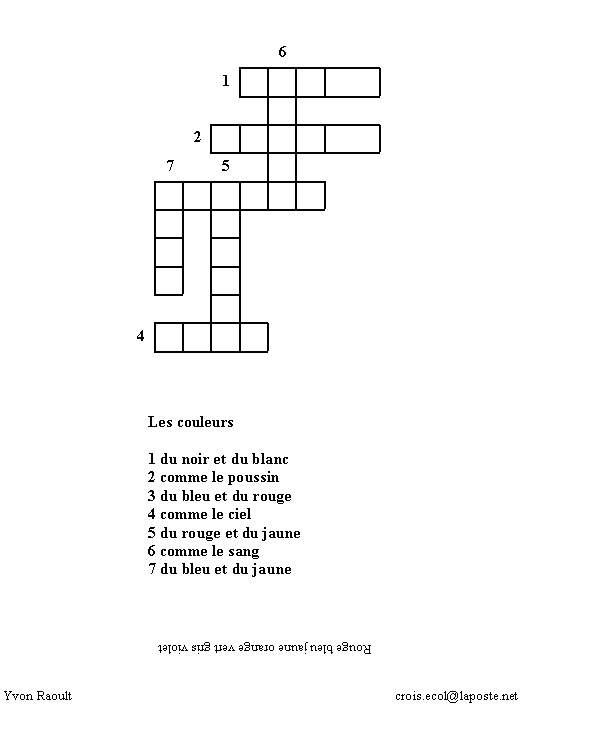 6
1
2
7 5
4
Les couleurs
1 du noir et du blanc
2 comme le poussin
3 du bleu et du rouge
4 comme le ciel
5 du rouge et du jaune
6 comme le sang
7 du bleu et du jaune
Rouge bleu jaune orange vert gris violet
Yvon Raoult crois.ecol@laposte.net